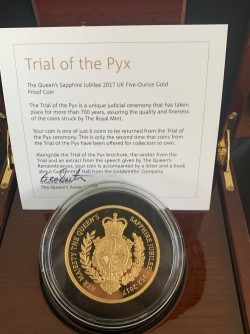 Trial of the Pyx
The Queen's Sapphire Jubilee 2017 UK Five-Ounce Gold
Proof Coin
The Trial of the Pyx is a unique judicial ceremony that has taken
place for more than 700 years, assuring the quality and fineness
of the coins struck by The Royal Mint.
Your coin is one of just 6 coins to be returned from the Trial of
the Pyx ceremony. This is only the second time that coins from
the Trial of the Pyx have been offered for collectors to own.
Alongside the Trial of the Pyx brochure, the verdict from the
Trial and an extract from the speech given by The Queen's
Remembrancer, your coin is accompanied by a letter and a book
about Goldsmiths' Hall from the Goldsmiths' Company.
The Queen's Assay
HER MAJESTY THE QUEEN'S SAPPHIRE JUBILEE 1952-2017